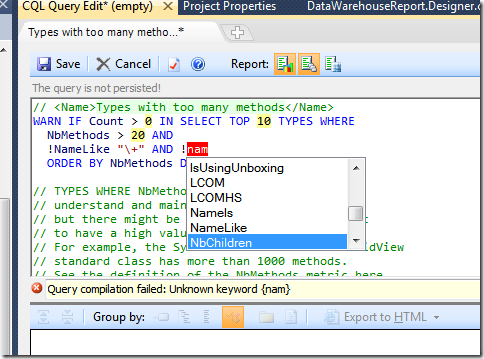 CQL Query Edit* (empty) Project Properties DataWarehouseReport.Designer.c
Types with too many metho...*
Save Cancel Report:
The query is not persisted!
// <Name>Types with too many methods</Name>
WARN IF Count > 0 IN SELECT TOP 10 TYPES WHERE
NbMethods > 20 AND
!NameLike "\+" AND !nam
ORDER BY NbMethods D
IsUsingUnboxing
LCOM
LCOMHS
NameIs
NameLike
NbChildren
// TYPES WHERE NbMe
// understand and main
// but there might be t
// to have a high valu
// For example, the Sy idView
// standard class has more than 1000 methods.
// See the definition of the NbMethods metric here
Query compilation failed: Unknown keyword {nam}
Group by: Export to HTML